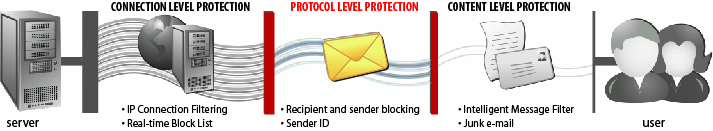 CONNECTION LEVEL PROTECTION
PROTOCOL LEVEL PROTECTION
CONTENT LEVEL PROTECTION
server
• IP Connection Filtering
• Real-time Block List
• Recipient and sender blocking
• Sender ID
• Intelligent Message Filter
• Junk e-mail
user